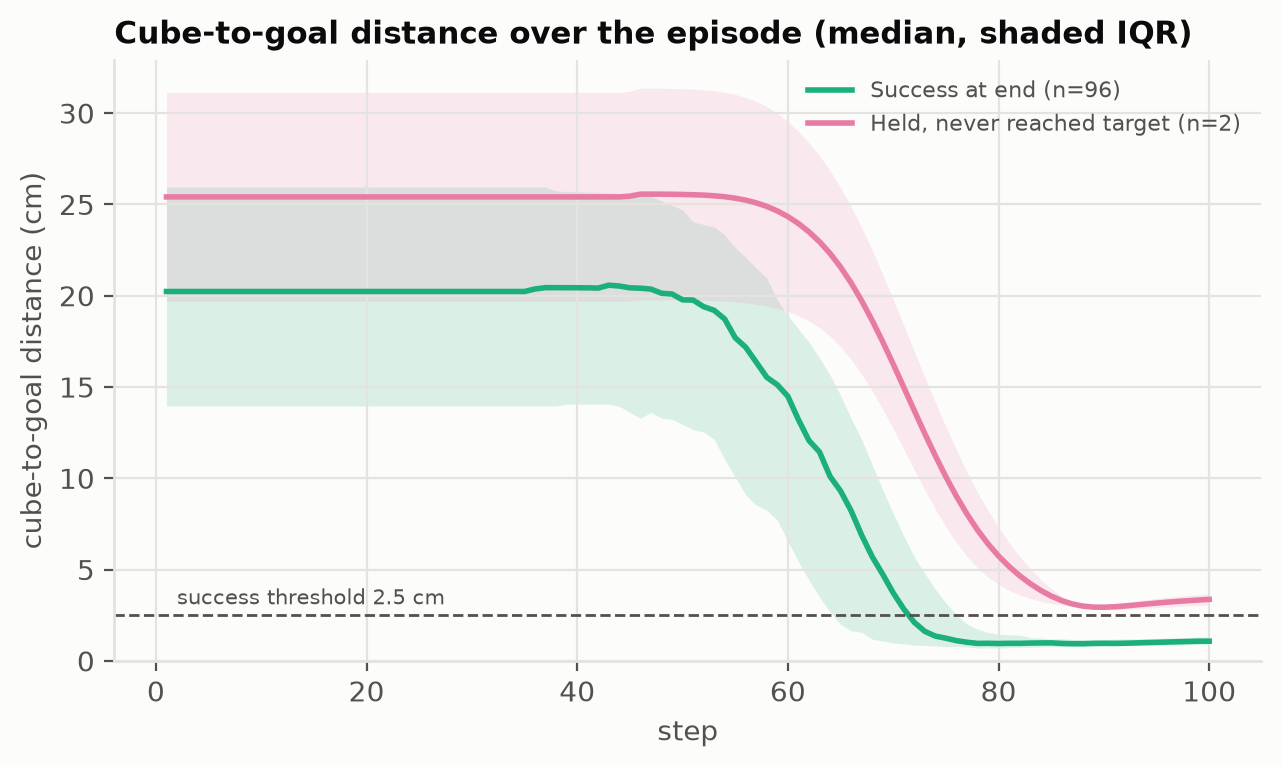 Cube-to-goal distance over the episode (median, shaded IQR)
Success at end (n=96)
Held, never reached target (n=2)
cube-to-goal distance (cm)
30
25
20
15
10
5
0
success threshold 2.5 cm
0 20 40 60 80 100
step